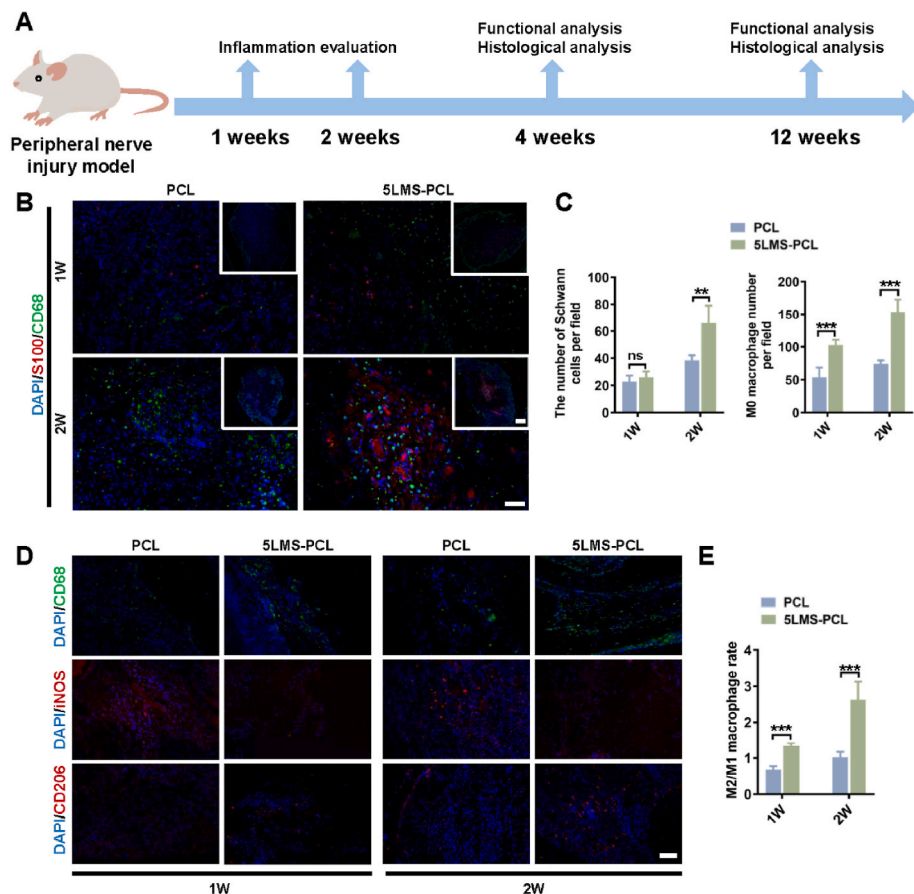 A
Inflammation evaluation
Functional analysis
Histological analysis
Functional analysis
Histological analysis
1 weeks
2 weeks
4 weeks
12 weeks
Peripheral nerve
injury model
B
PCL
5LMS-PCL
1W
2W
DAPI/S100/CD68
C
PCL
5LMS-PCL
The number of Schwann
cells per field
100
80
60
40
20
0
ns
**
1W
2W
M0 macrophage number
per field
200
150
100
50
0
***
***
1W
2W
D
PCL
5LMS-PCL
PCL
5LMS-PCL
DAPI/CD68
DAPI/iNOS
DAPI/CD206
1W
2W
E
PCL
5LMS-PCL
M2/M1 macrophage rate
4
3
2
1
0
***
***
1W
2W